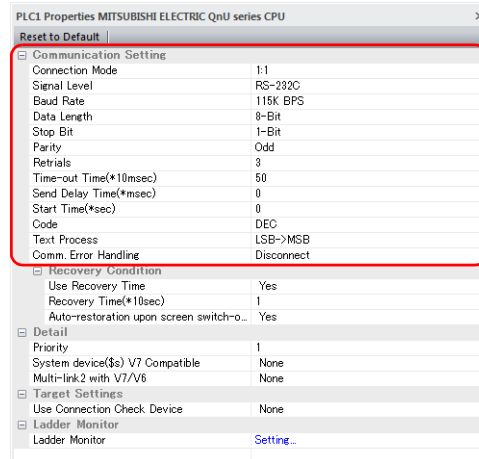 PLC1 Properties MITSUBISHI ELECTRIC QnU series CPU
Reset to Default
Communication Setting
Connection Mode 1:1
Signal Level RS-232C
Baud Rate 115K BPS
Data Length 8-Bit
Stop Bit 1-Bit
Parity Odd
Retrials 3
Time-out Time(*10msec) 50
Send Delay Time(*msec) 0
Start Time(*sec) 0
Code DEC
Text Process LSB->MSB
Comm. Error Handling Disconnect
Recovery Condition
Use Recovery Time Yes
Recovery Time(*10sec) 1
Auto-restoration upon screen switch-o... Yes
Detail
Priority 1
System device($s) V7 Compatible None
Multi-link2 with V7/V6 None
Target Settings
Use Connection Check Device None
Ladder Monitor
Ladder Monitor Setting...